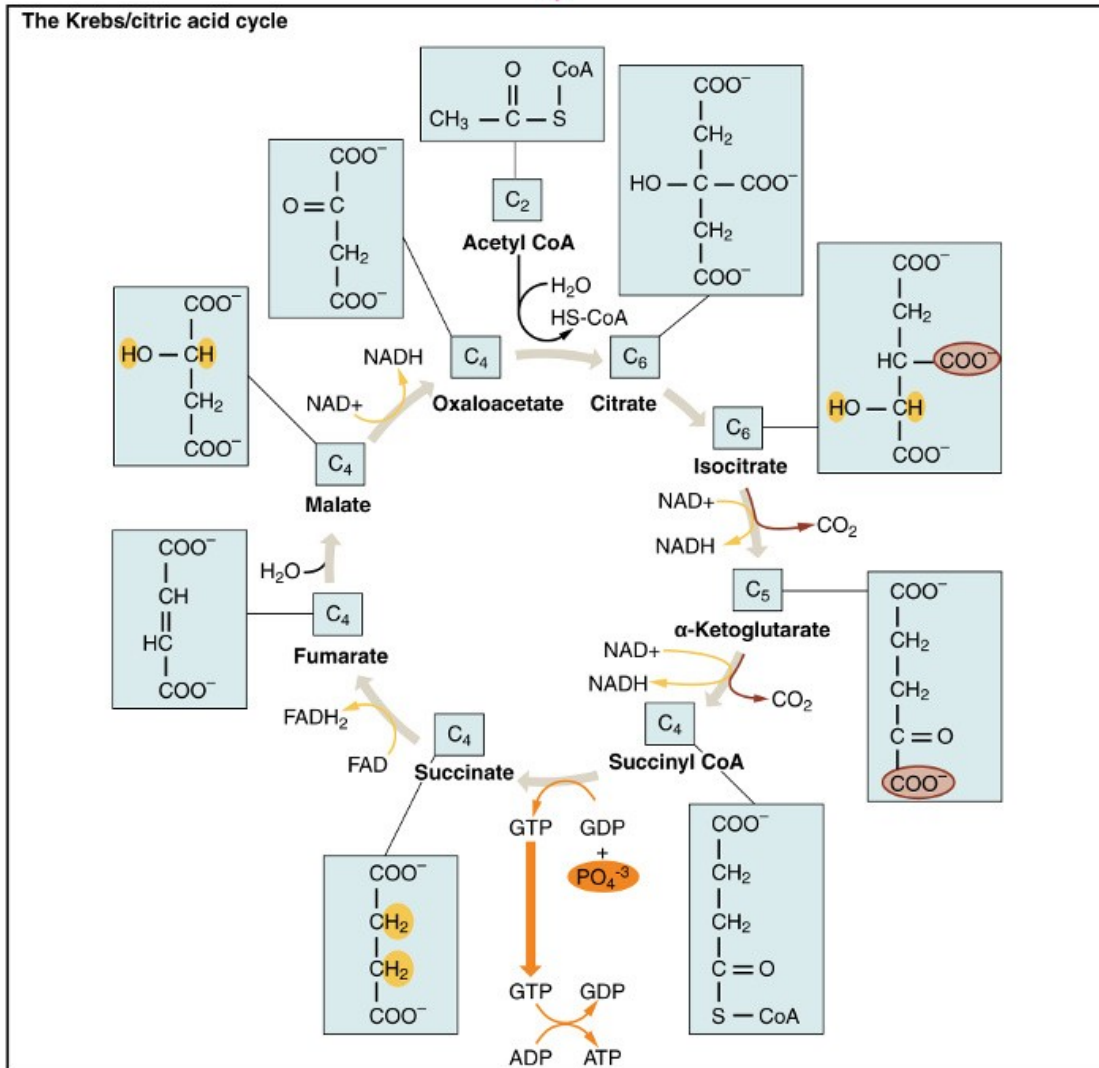 The Krebs/citric acid cycle
O CoA
CH₃ — C — S
C₂
Acetyl CoA
H₂O
HS-CoA
COO⁻
O = C
CH₂
COO⁻
C₄
Oxaloacetate
COO⁻
CH₂
HO — C — COO⁻
CH₂
COO⁻
C₆
Citrate
COO⁻
CH₂
HC — COO⁻
HO — CH
COO⁻
C₆
Isocitrate
NAD+
NADH
CO₂
COO⁻
CH₂
CH₂
C = O
COO⁻
C₅
α-Ketoglutarate
NAD+
NADH
CO₂
C₄
Succinyl CoA
COO⁻
CH₂
CH₂
C = O
S — CoA
GTP GDP
+
PO₄⁻³
GTP GDP
ADP ATP
C₄
Succinate
COO⁻
CH₂
CH₂
COO⁻
FADH₂
FAD
C₄
Fumarate
COO⁻
CH
HC
COO⁻
H₂O
C₄
Malate
COO⁻
HO — CH
CH₂
COO⁻
NAD+
NADH